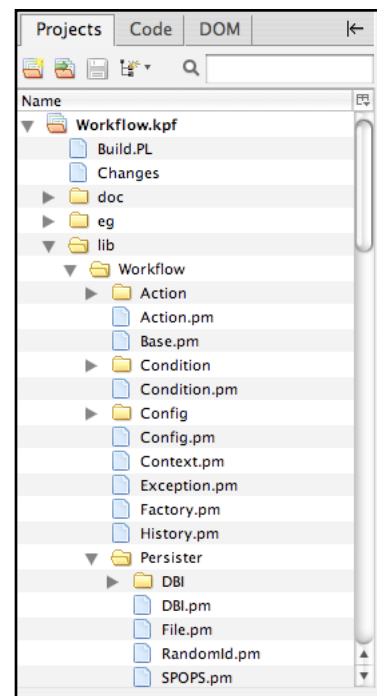 Projects Code DOM
Name
Workflow.kpf
Build.PL
Changes
doc
eg
lib
Workflow
Action
Action.pm
Base.pm
Condition
Condition.pm
Config
Config.pm
Context.pm
Exception.pm
Factory.pm
History.pm
Persister
DBI
DBI.pm
File.pm
RandomId.pm
SPOPS.pm